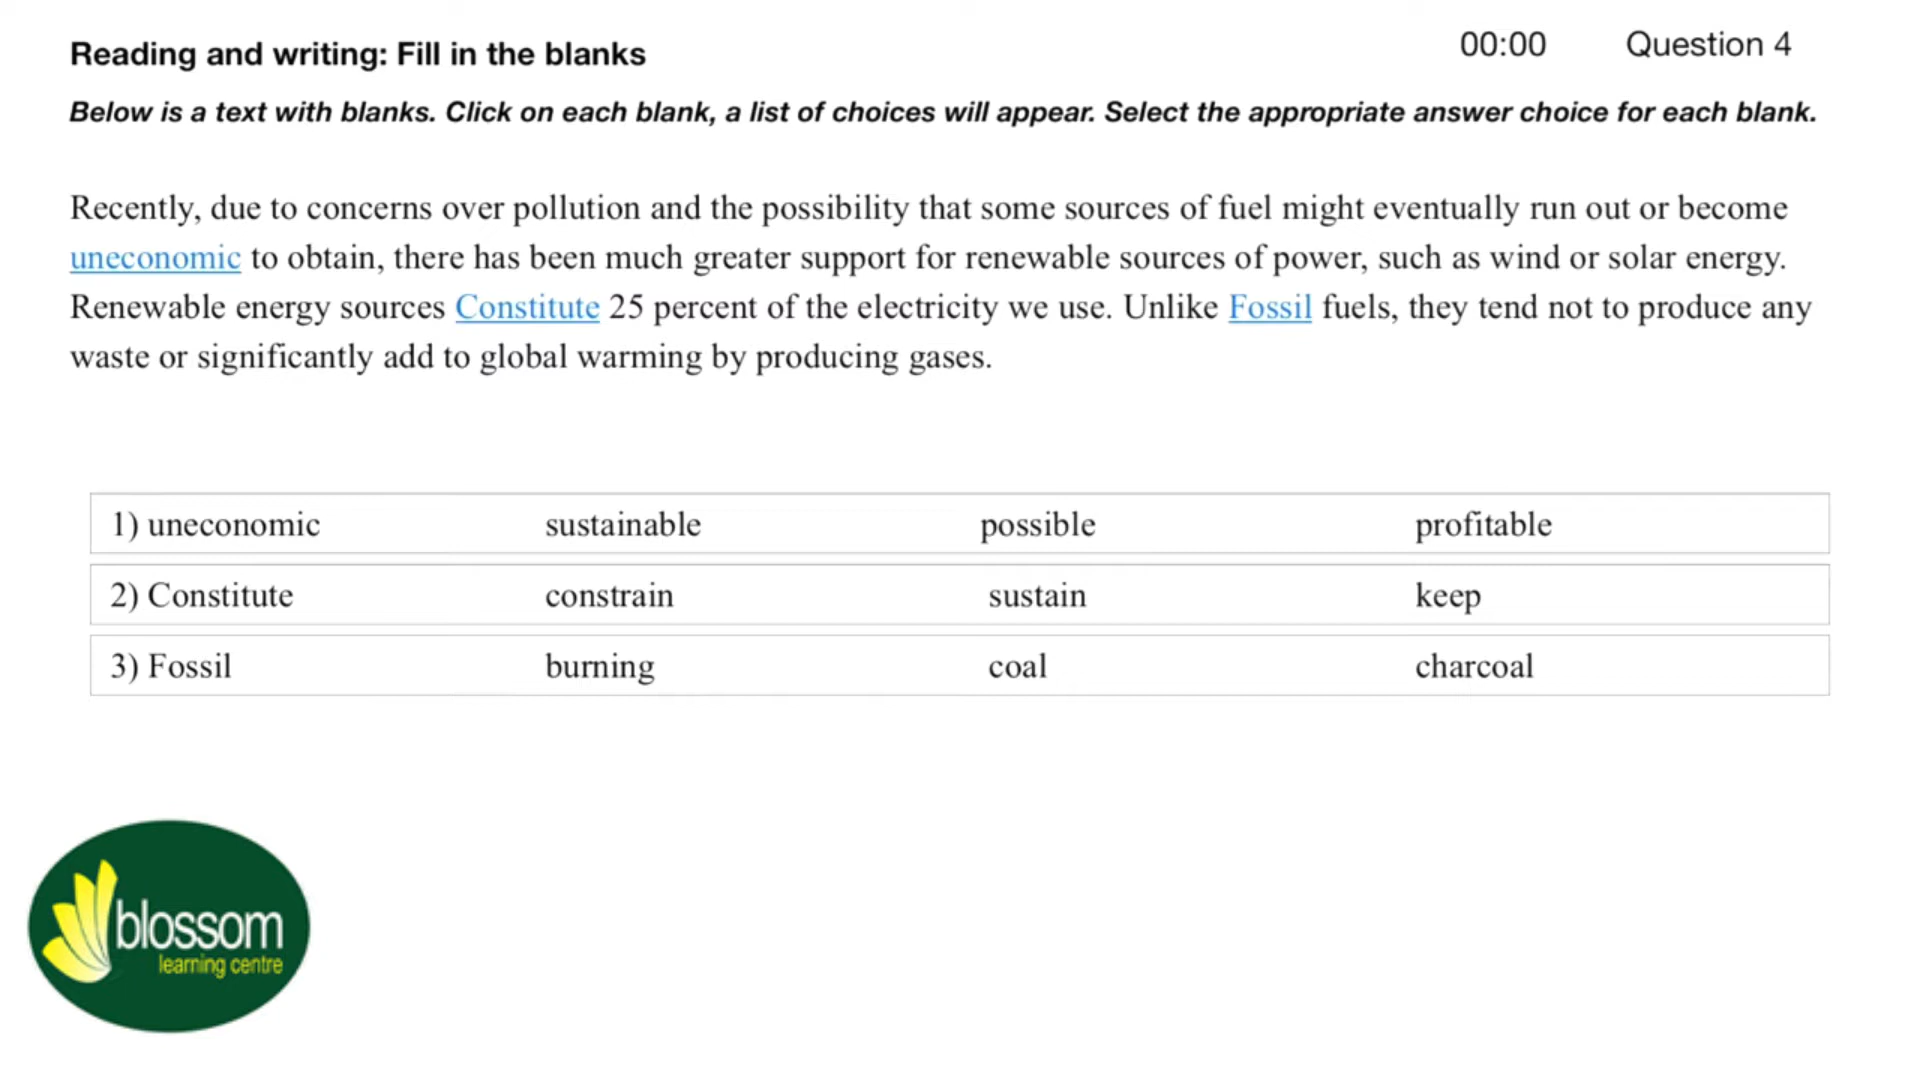 Reading and writing: Fill in the blanks
00:00 Question 4
Below is a text with blanks. Click on each blank, a list of choices will appear. Select the appropriate answer choice for each blank.
Recently, due to concerns over pollution and the possibility that some sources of fuel might eventually run out or become
uneconomic to obtain, there has been much greater support for renewable sources of power, such as wind or solar energy.
Renewable energy sources Constitute 25 percent of the electricity we use. Unlike Fossil fuels, they tend not to produce any
waste or significantly add to global warming by producing gases.
1) uneconomic sustainable possible profitable
2) Constitute constrain sustain keep
3) Fossil burning coal charcoal
blossom
learning centre